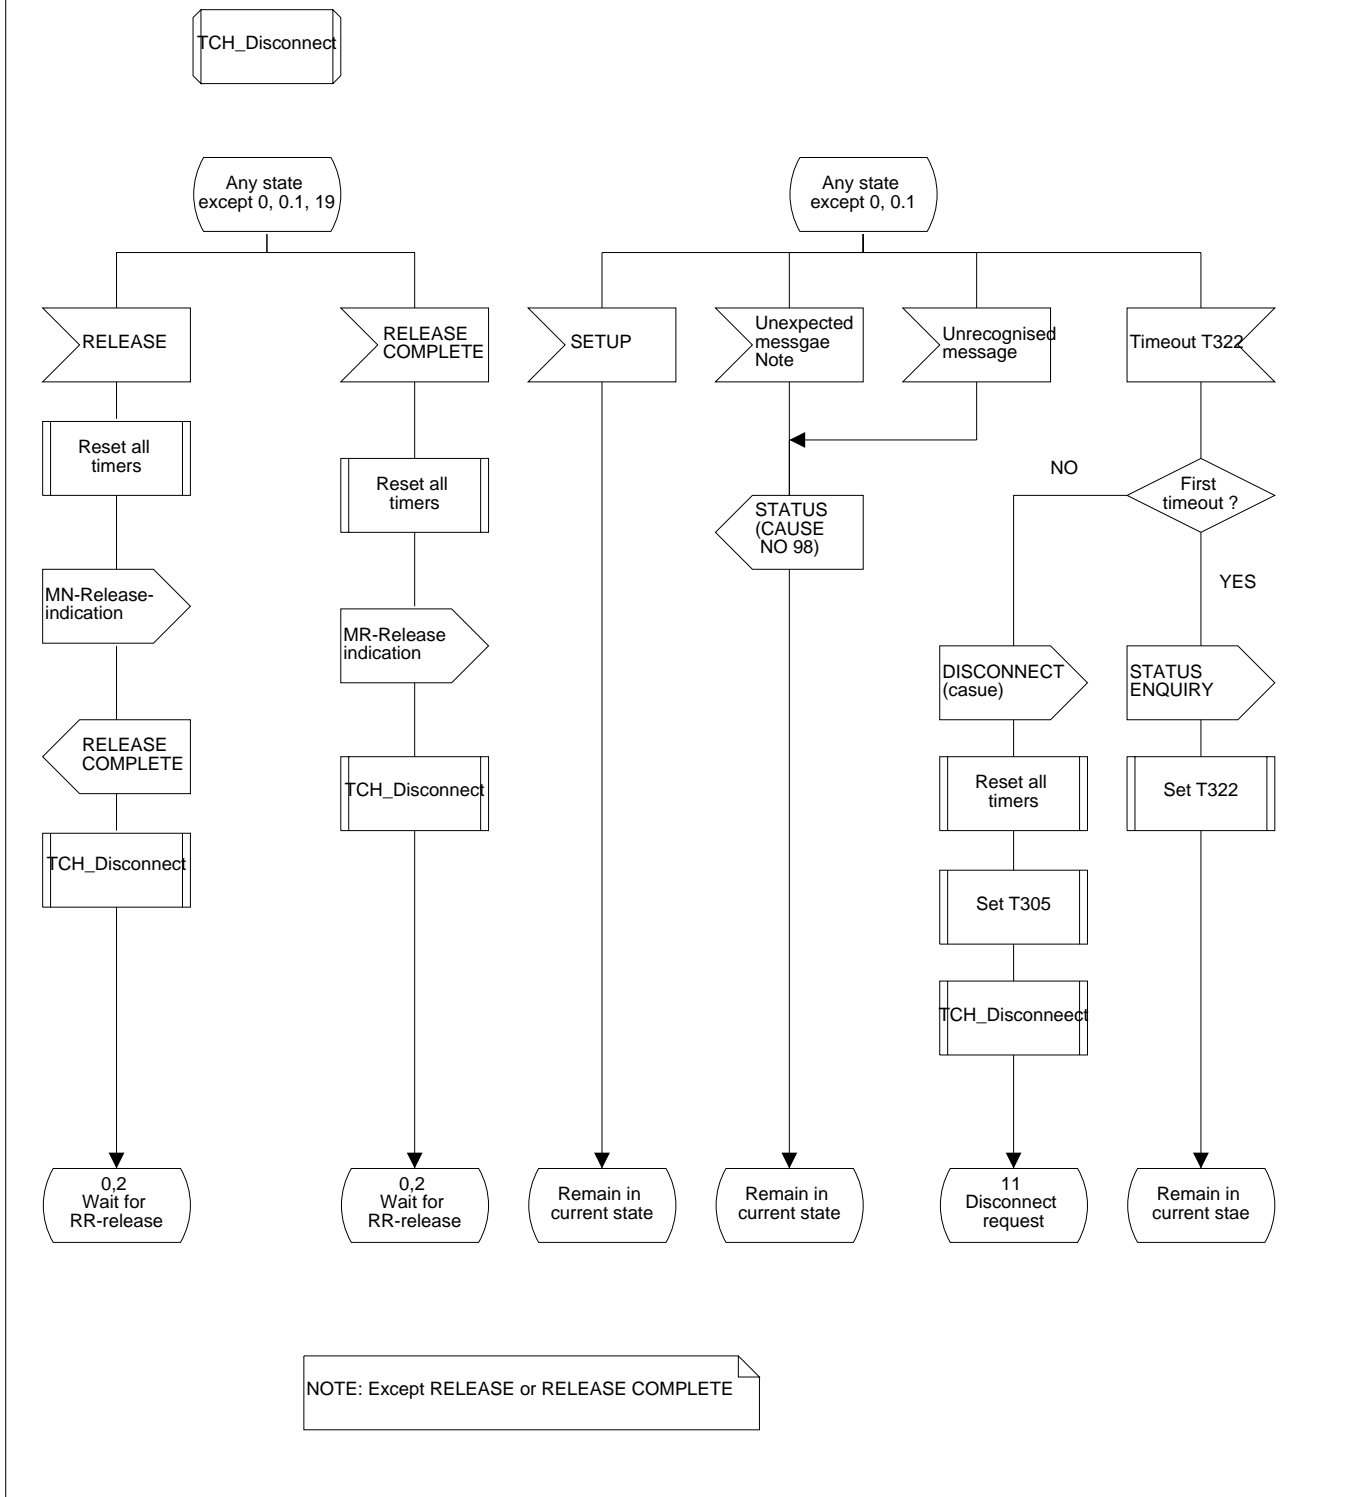 TCH_Disconnect
Any state
except 0, 0.1, 19
Any state
except 0, 0.1
RELEASE
RELEASE
COMPLETE
SETUP
Unexpected
messgae
Note
Unrecognised
message
Timeout T322
Reset all
timers
Reset all
timers
NO
First
timeout ?
STATUS
(CAUSE
NO 98)
YES
MN-Release-
indication
MR-Release
indication
DISCONNECT
(casue)
STATUS
ENQUIRY
RELEASE
COMPLETE
TCH_Disconnect
Reset all
timers
Set T322
TCH_Disconnect
Set T305
TCH_Disconneect
0,2
Wait for
RR-release
0,2
Wait for
RR-release
Remain in
current state
Remain in
current state
11
Disconnect
request
Remain in
current stae
NOTE: Except RELEASE or RELEASE COMPLETE